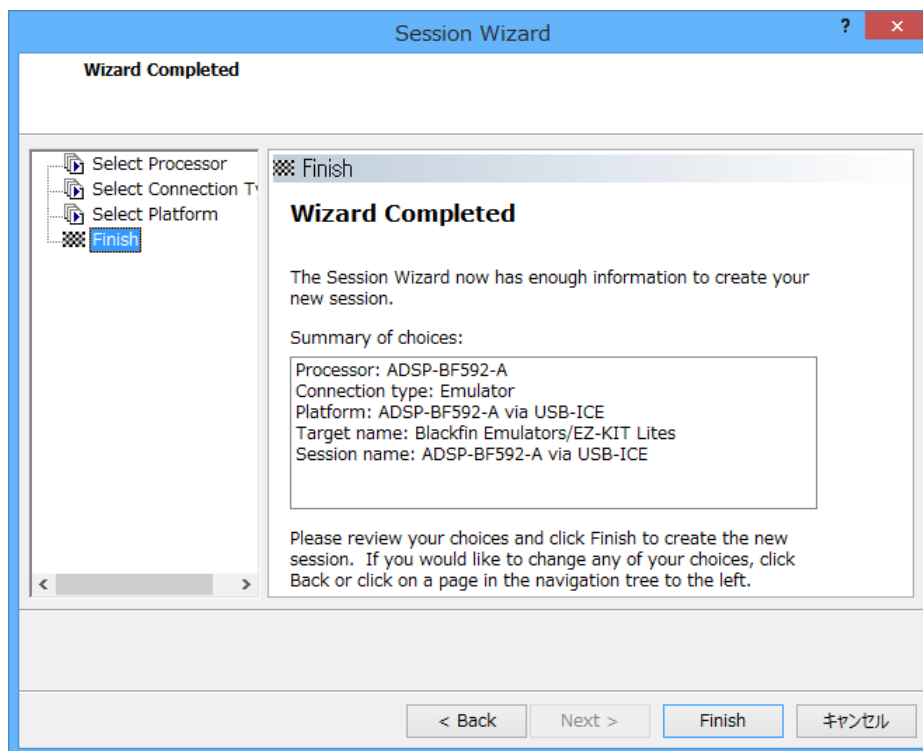 Session Wizard
?
×
Wizard Completed
Select Processor
Select Connection Ty
Select Platform
Finish
Finish
Wizard Completed
The Session Wizard now has enough information to create your
new session.
Summary of choices:
Processor: ADSP-BF592-A
Connection type: Emulator
Platform: ADSP-BF592-A via USB-ICE
Target name: Blackfin Emulators/EZ-KIT Lites
Session name: ADSP-BF592-A via USB-ICE
Please review your choices and click Finish to create the new
session.  If you would like to change any of your choices, click
Back or click on a page in the navigation tree to the left.
< Back
Next >
Finish
キャンセル